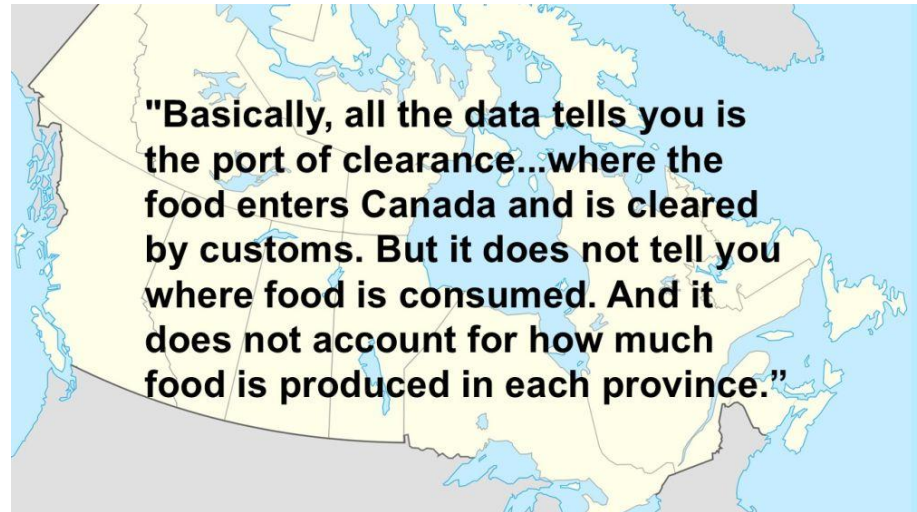 "Basically, all the data tells you is
the port of clearance...where the
food enters Canada and is cleared
by customs. But it does not tell you
where food is consumed. And it
does not account for how much
food is produced in each province.”